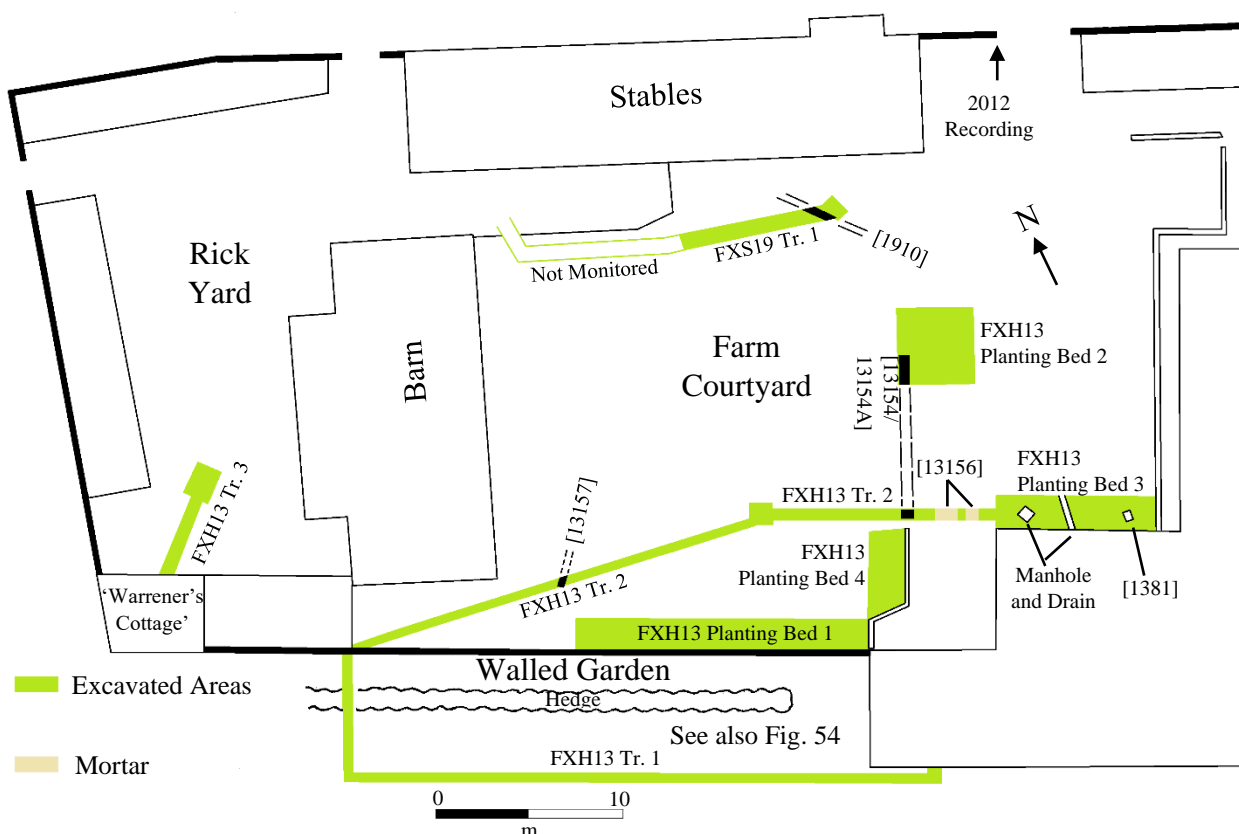 Stables
2012
Recording
N
Rick
Yard
Not Monitored
FXS19 Tr. 1
[1910]
Barn
Farm
Courtyard
FXH13
Planting Bed 2
[13154/
13154A]
[13156]
FXH13
Planting Bed 3
FXH13 Tr. 3
[13157]
FXH13 Tr. 2
FXH13 Tr. 2
FXH13
Planting Bed 4
Manhole
and Drain
[1381]
'Warrener's
Cottage'
FXH13 Planting Bed 1
Walled Garden
Hedge
See also Fig. 54
FXH13 Tr. 1
Excavated Areas
Mortar
0 10
m